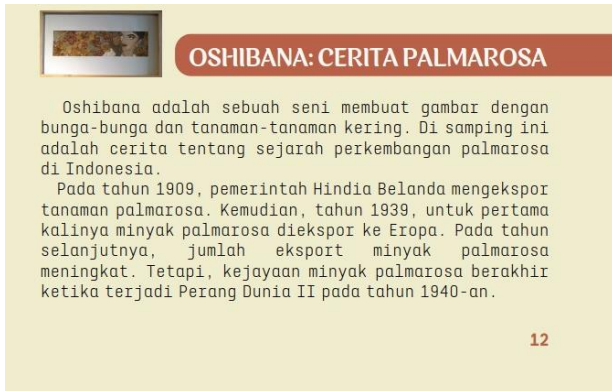 OSHIBANA: CERITA PALMAROSA
Oshibana adalah sebuah seni membuat gambar dengan
bunga-bunga dan tanaman-tanaman kering. Di samping ini
adalah cerita tentang sejarah perkembangan palmarosa
di Indonesia.
Pada tahun 1909, pemerintah Hindia Belanda mengekspor
tanaman palmarosa. Kemudian, tahun 1939, untuk pertama
kalinya minyak palmarosa diekspor ke Eropa. Pada tahun
selanjutnya, jumlah eksport minyak palmarosa
meningkat. Tetapi, kejayaan minyak palmarosa berakhir
ketika terjadi Perang Dunia II pada tahun 1940-an.
12